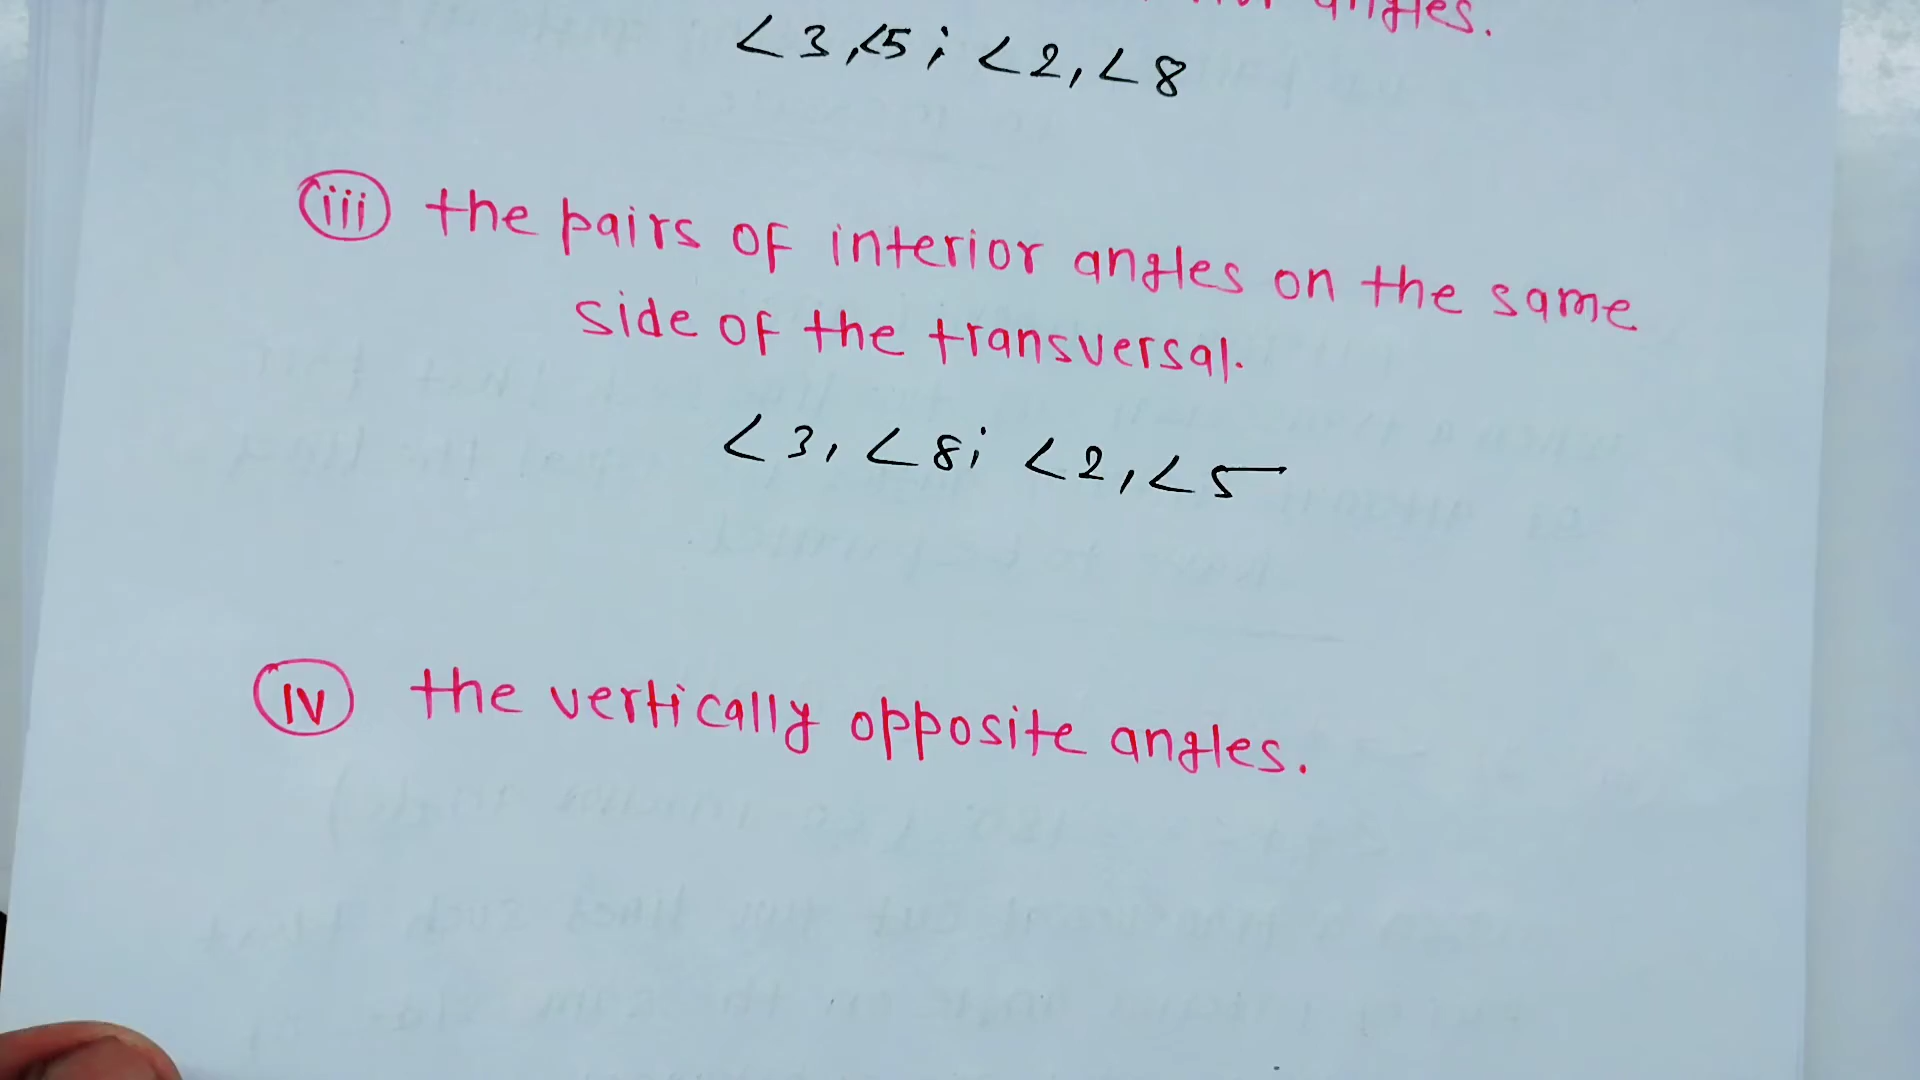 angles.
<3, <5; <2, <8
(iii) the pairs of interior angles on the same
side of the transversal.
<3, <8; <2, <5
(iv) the vertically opposite angles.